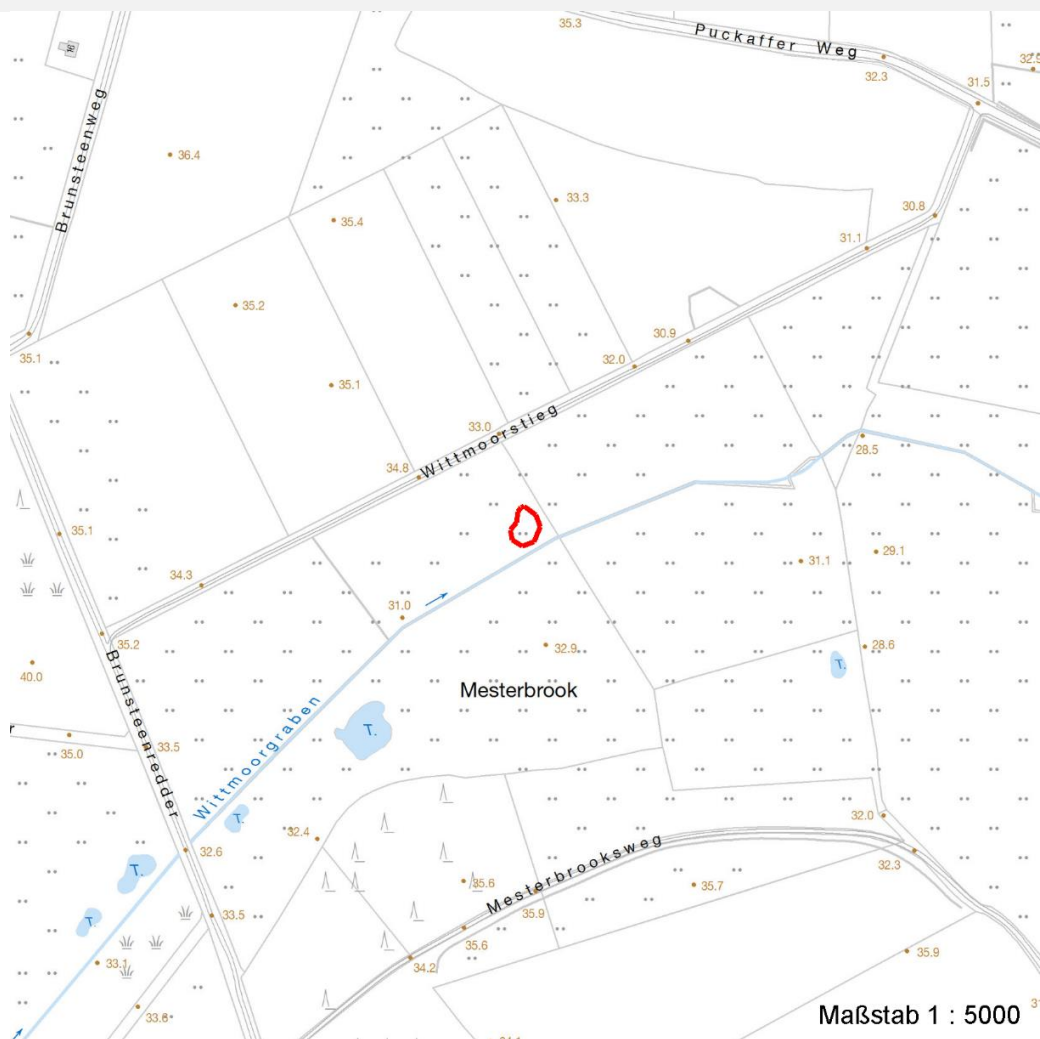 35.3
Puckaffer Weg
32.3
32.9
31.5
Brunsteenweg
36.4
33.3
35.4
30.8
31.1
35.2
30.9
35.1
32.0
35.1
33.0
Wittmoorstieg
28.5
34.8
35.1
29.1
31.1
34.3
31.0
35.2
32.9
28.6
40.0
T.
Mesterbrook
Brunsteenredder
Wittmoorgraben
T.
r
35.0
33.5
T.
32.0
32.4
32.6
32.3
T.
35.6
35.7
Mesterbrooksweg
35.9
33.5
T.
35.6
35.9
34.2
33.1
33.6
Maßstab 1 : 5000